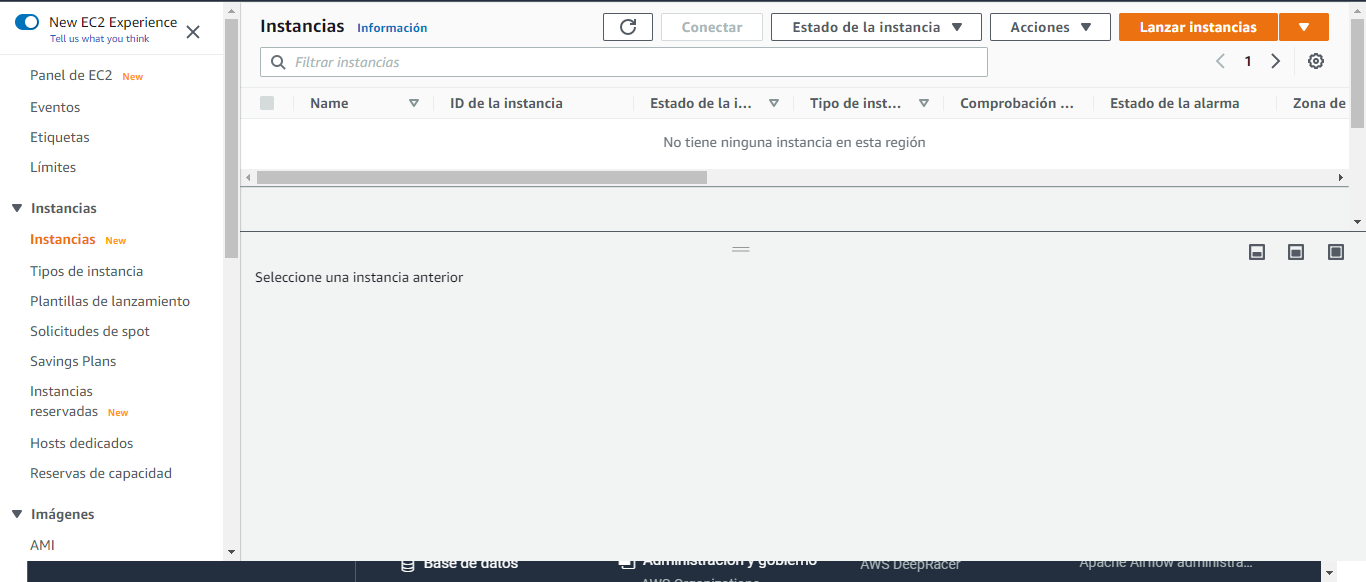 New EC2 Experience
Tell us what you think
Panel de EC2 New
Eventos
Etiquetas
Límites
Instancias
Instancias New
Tipos de instancia
Plantillas de lanzamiento
Solicitudes de spot
Savings Plans
Instancias
reservadas New
Hosts dedicados
Reservas de capacidad
Imágenes
AMI
Instancias Información
Conectar
Estado de la instancia
Acciones
Lanzar instancias
Filtrar instancias
1
Name ID de la instancia Estado de la i... Tipo de inst... Comprobación ... Estado de la alarma Zona de
No tiene ninguna instancia en esta región
Seleccione una instancia anterior
Base de datos Administración y gobierno AWS DeepRacer Apache Airflow administra...
AWS Organizations